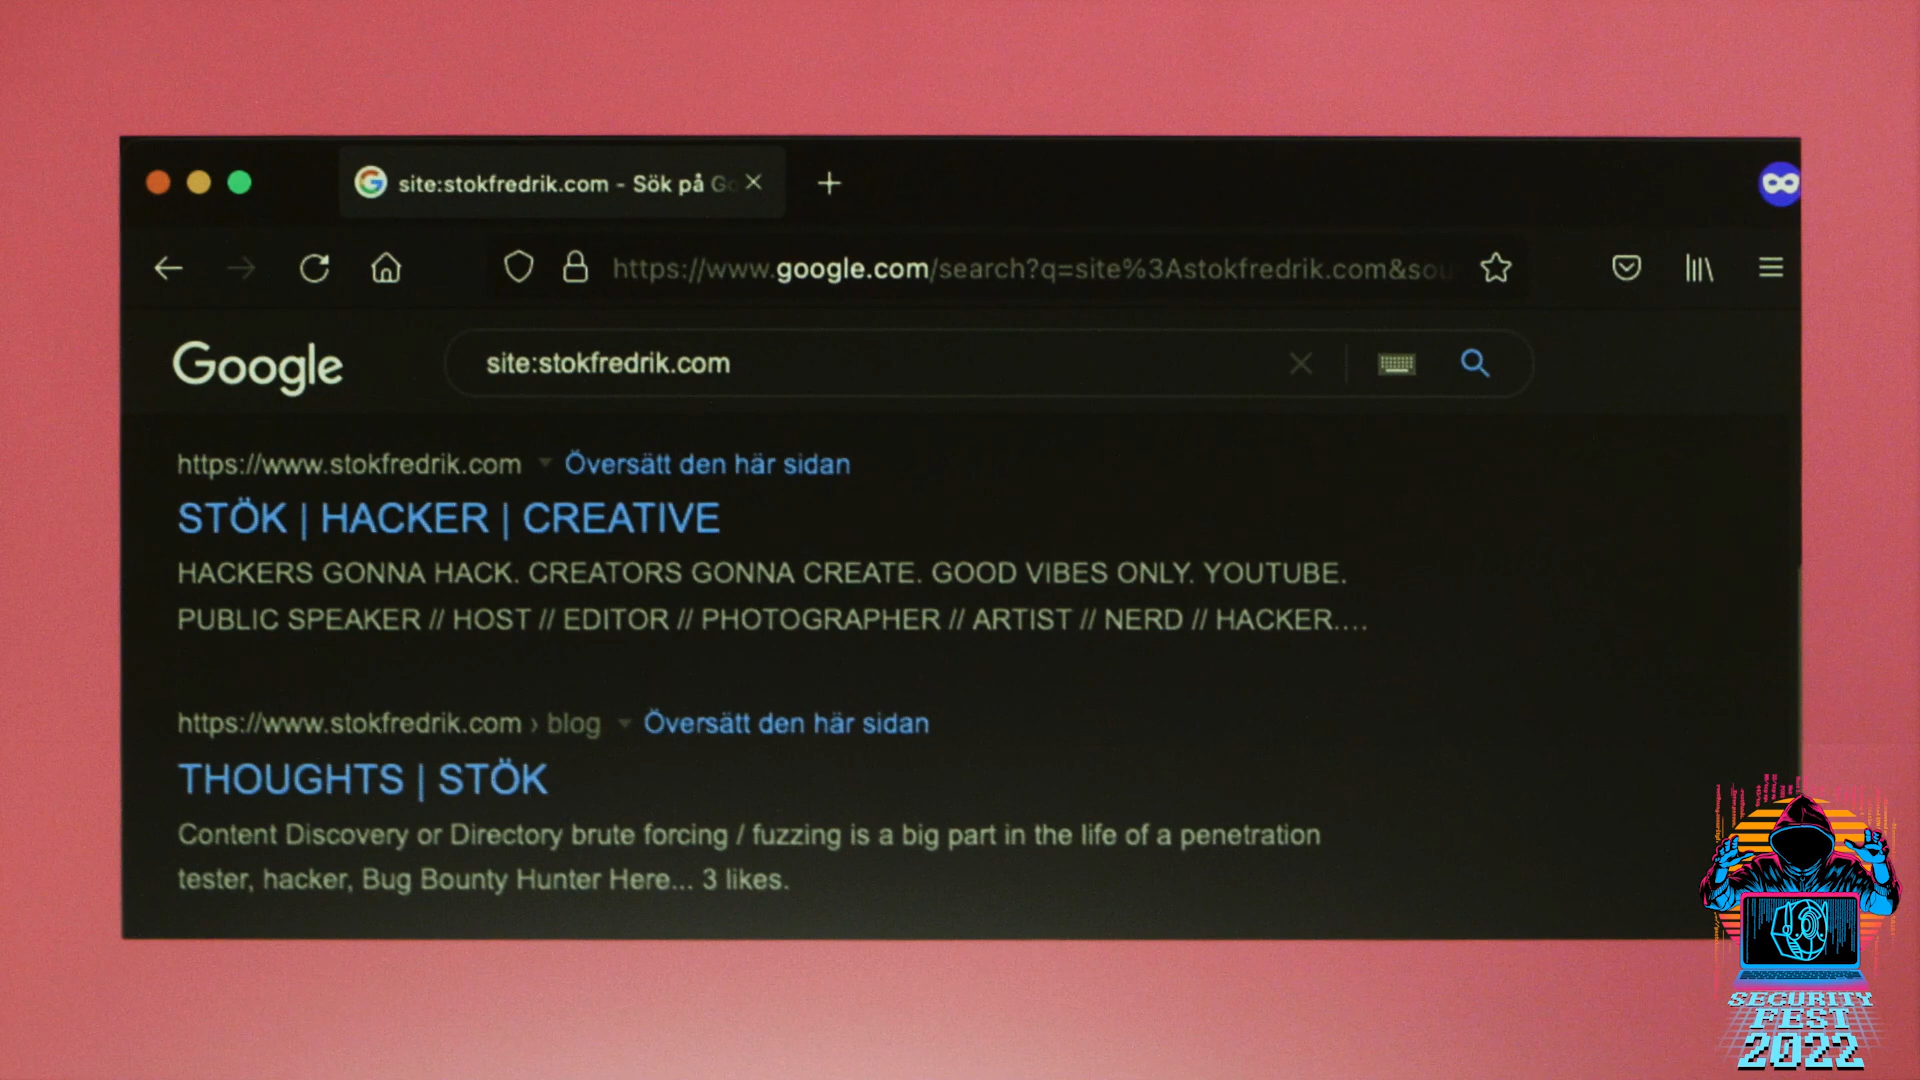 site:stokfredrik.com - Sök på Go
https://www.google.com/search?q=site%3Astokfredrik.com&sou
Google
site:stokfredrik.com
https://www.stokfredrik.com Översätt den här sidan
STÖK | HACKER | CREATIVE
HACKERS GONNA HACK. CREATORS GONNA CREATE. GOOD VIBES ONLY. YOUTUBE.
PUBLIC SPEAKER // HOST // EDITOR // PHOTOGRAPHER // ARTIST // NERD // HACKER....
https://www.stokfredrik.com › blog Översätt den här sidan
THOUGHTS | STÖK
Content Discovery or Directory brute forcing / fuzzing is a big part in the life of a penetration
tester, hacker, Bug Bounty Hunter Here... 3 likes.
SECURITY
FEST
2022